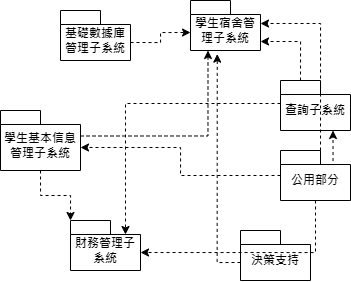 基礎數據庫
管理子系統
學生宿舍管
理子系統
查詢子系統
學生基本信息
管理子系統
公用部分
財務管理子
系統
決策支持